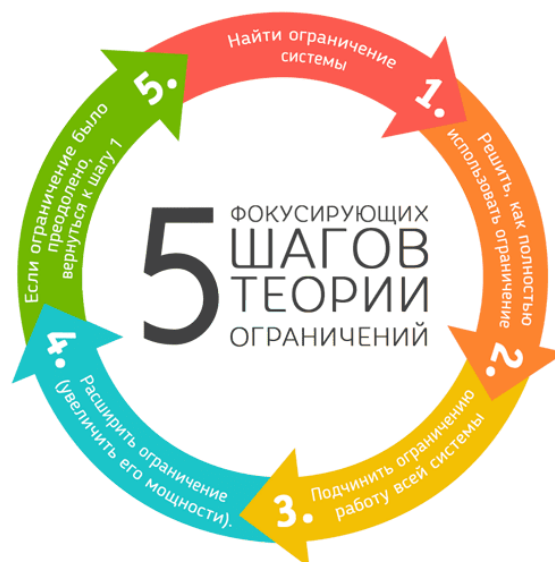 5 ФОКУСИРУЮЩИХ
ШАГОВ
ТЕОРИИ
ОГРАНИЧЕНИЙ
Найти ограничение
системы
1.
Решить, как полностью
использовать ограничение
2.
Подчинить ограничению
работу всей системы
3.
Расширить ограничение
(увеличить его мощности).
4.
Если ограничение было
преодолено,
вернуться к шагу 1
5.